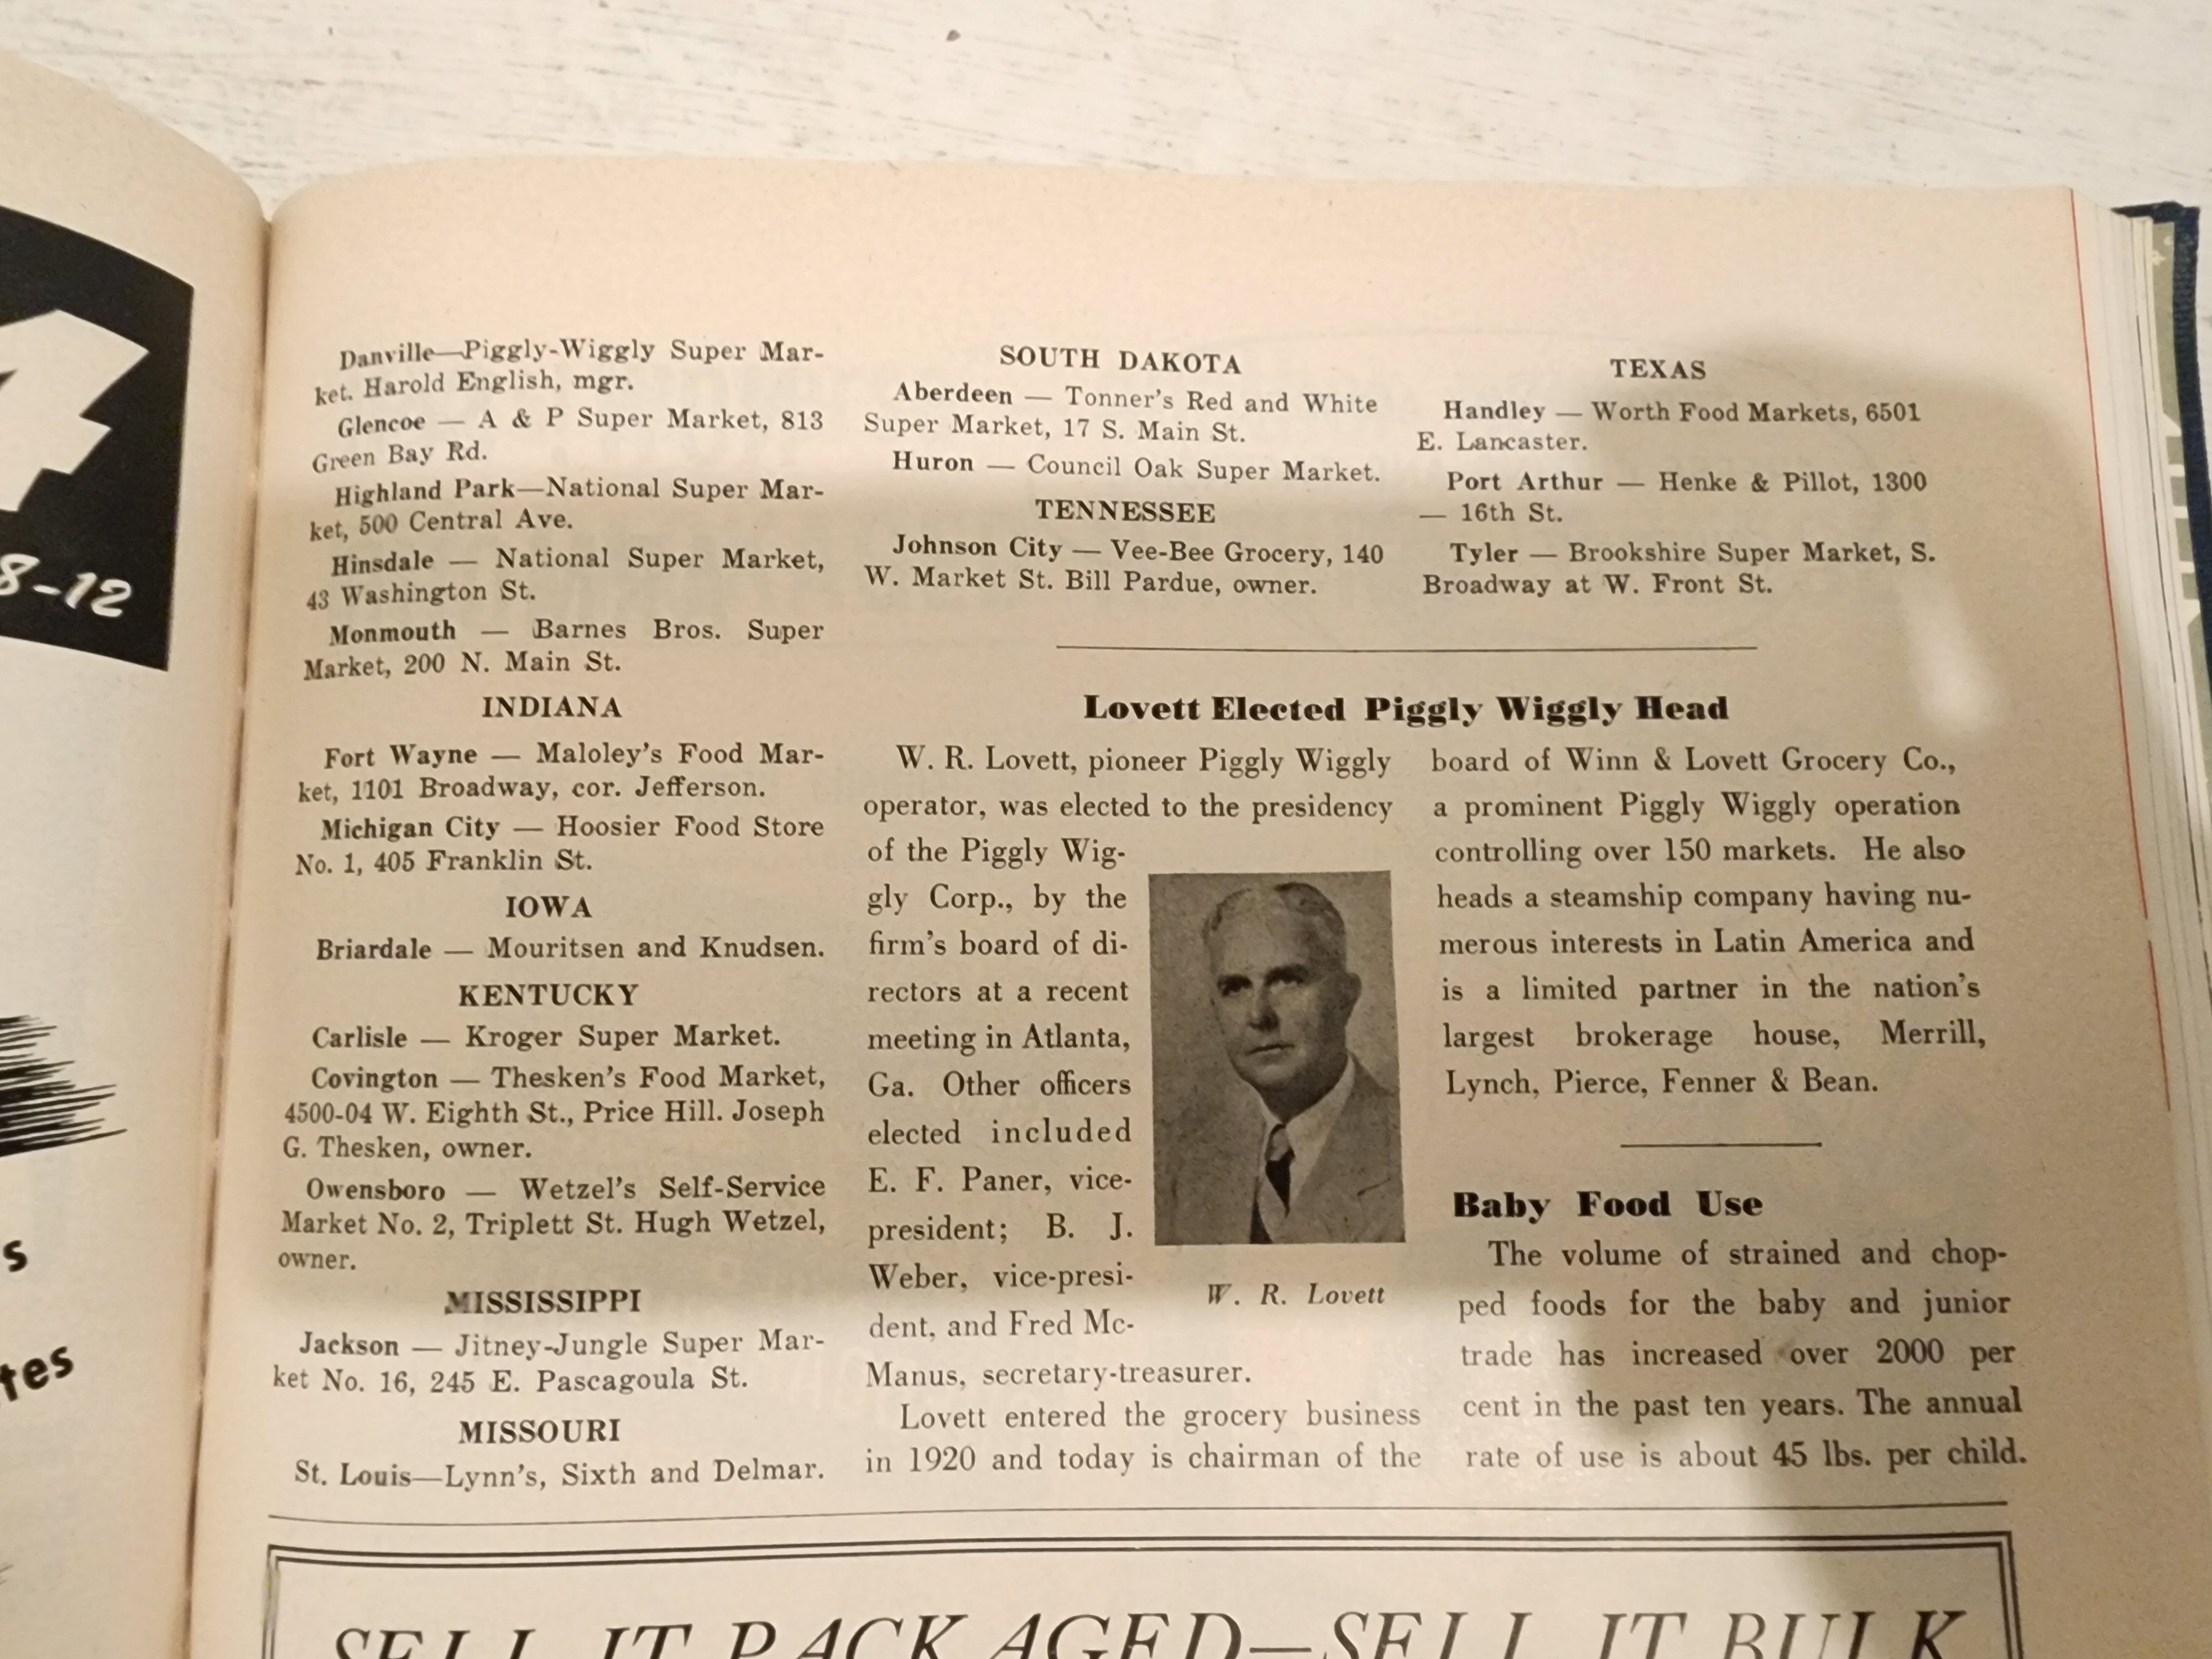 8-12
s
tes
Danville—Piggly-Wiggly Super Mar-
ket. Harold English, mgr.
Glencoe — A & P Super Market, 813
Green Bay Rd.
Highland Park—National Super Mar-
ket, 500 Central Ave.
Hinsdale — National Super Market,
43 Washington St.
Monmouth — Barnes Bros. Super
Market, 200 N. Main St.
INDIANA
Fort Wayne — Maloley's Food Mar-
ket, 1101 Broadway, cor. Jefferson.
Michigan City — Hoosier Food Store
No. 1, 405 Franklin St.
IOWA
Briardale — Mouritsen and Knudsen.
KENTUCKY
Carlisle — Kroger Super Market.
Covington — Thesken's Food Market,
4500-04 W. Eighth St., Price Hill. Joseph
G. Thesken, owner.
Owensboro — Wetzel's Self-Service
Market No. 2, Triplett St. Hugh Wetzel,
owner.
MISSISSIPPI
Jackson — Jitney-Jungle Super Mar-
ket No. 16, 245 E. Pascagoula St.
MISSOURI
St. Louis—Lynn's, Sixth and Delmar.
SOUTH DAKOTA
Aberdeen — Tonner's Red and White
Super Market, 17 S. Main St.
Huron — Council Oak Super Market.
TENNESSEE
Johnson City — Vee-Bee Grocery, 140
W. Market St. Bill Pardue, owner.
TEXAS
Handley — Worth Food Markets, 6501
E. Lancaster.
Port Arthur — Henke & Pillot, 1300
— 16th St.
Tyler — Brookshire Super Market, S.
Broadway at W. Front St.
Lovett Elected Piggly Wiggly Head
W. R. Lovett, pioneer Piggly Wiggly
operator, was elected to the presidency
of the Piggly Wig-
gly Corp., by the
firm's board of di-
rectors at a recent
meeting in Atlanta,
Ga. Other officers
elected included
E. F. Paner, vice-
president; B. J.
Weber, vice-presi-
dent, and Fred Mc-
Manus, secretary-treasurer.
W. R. Lovett
Lovett entered the grocery business
in 1920 and today is chairman of the
board of Winn & Lovett Grocery Co.,
a prominent Piggly Wiggly operation
controlling over 150 markets. He also
heads a steamship company having nu-
merous interests in Latin America and
is a limited partner in the nation's
largest brokerage house, Merrill,
Lynch, Pierce, Fenner & Bean.
Baby Food Use
The volume of strained and chop-
ped foods for the baby and junior
trade has increased over 2000 per
cent in the past ten years. The annual
rate of use is about 45 lbs. per child.
SELL IT PACKAGED—SELL IT BULK